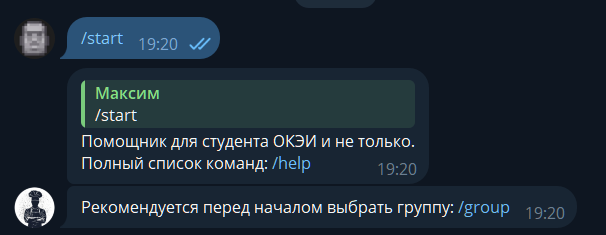 /start 19:20
Максим
/start
Помощник для студента ОКЭИ и не только.
Полный список команд: /help 19:20
Рекомендуется перед началом выбрать группу: /group 19:20